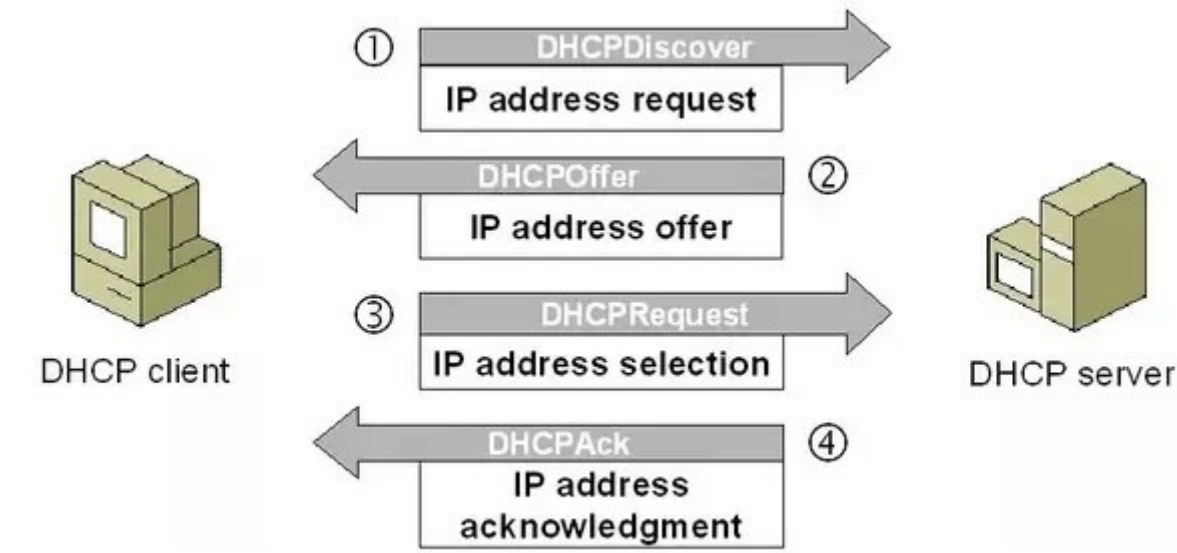 ①
DHCPDiscover
IP address request
DHCPOffer
②
IP address offer
③
DHCPRequest
IP address selection
DHCP client
DHCP server
DHCPAck
④
IP address
acknowledgment